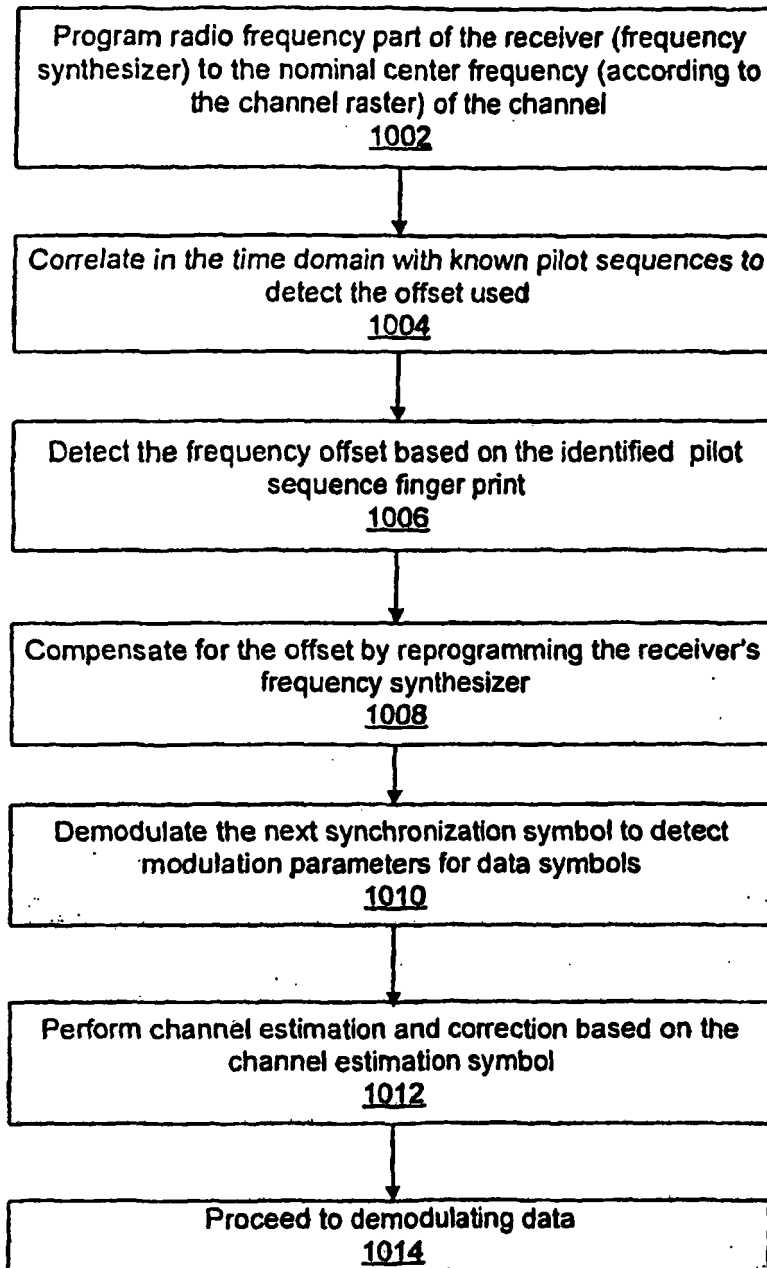 Program radio frequency part of the receiver (frequency
synthesizer) to the nominal center frequency (according to
the channel raster) of the channel
1002
Correlate in the time domain with known pilot sequences to
detect the offset used
1004
Detect the frequency offset based on the identified pilot
sequence finger print
1006
Compensate for the offset by reprogramming the receiver's
frequency synthesizer
1008
Demodulate the next synchronization symbol to detect
modulation parameters for data symbols
1010
Perform channel estimation and correction based on the
channel estimation symbol
1012
Proceed to demodulating data
1014